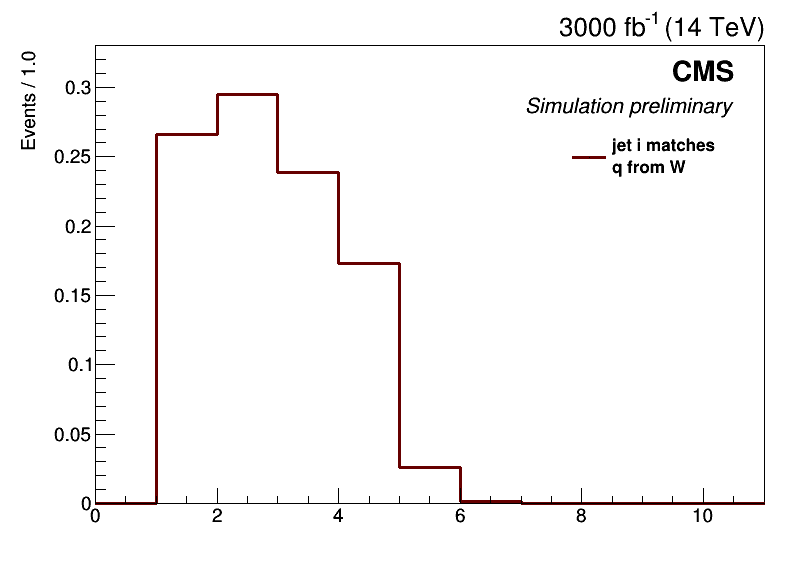 3000 fb⁻¹ (14 TeV)
CMS
Simulation preliminary
jet i matches
q from W
Events / 1.0
0.3
0.25
0.2
0.15
0.1
0.05
0
0 2 4 6 8 10